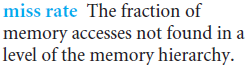 miss rate The fraction of
memory accesses not found in a
level of the memory hierarchy.